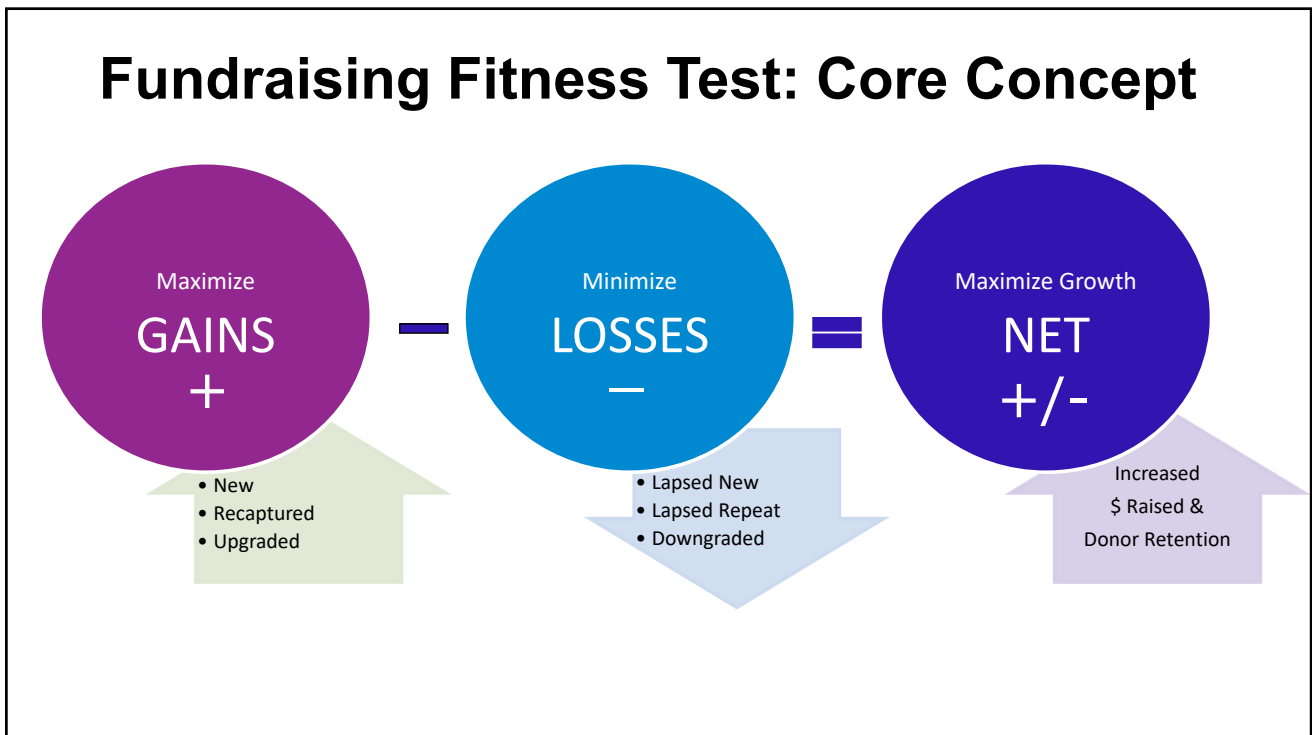 Fundraising Fitness Test: Core Concept
Maximize
GAINS
+
Minimize
LOSSES
–
Maximize Growth
NET
+/-
• New
• Recaptured
• Upgraded
• Lapsed New
• Lapsed Repeat
• Downgraded
Increased
$ Raised &
Donor Retention